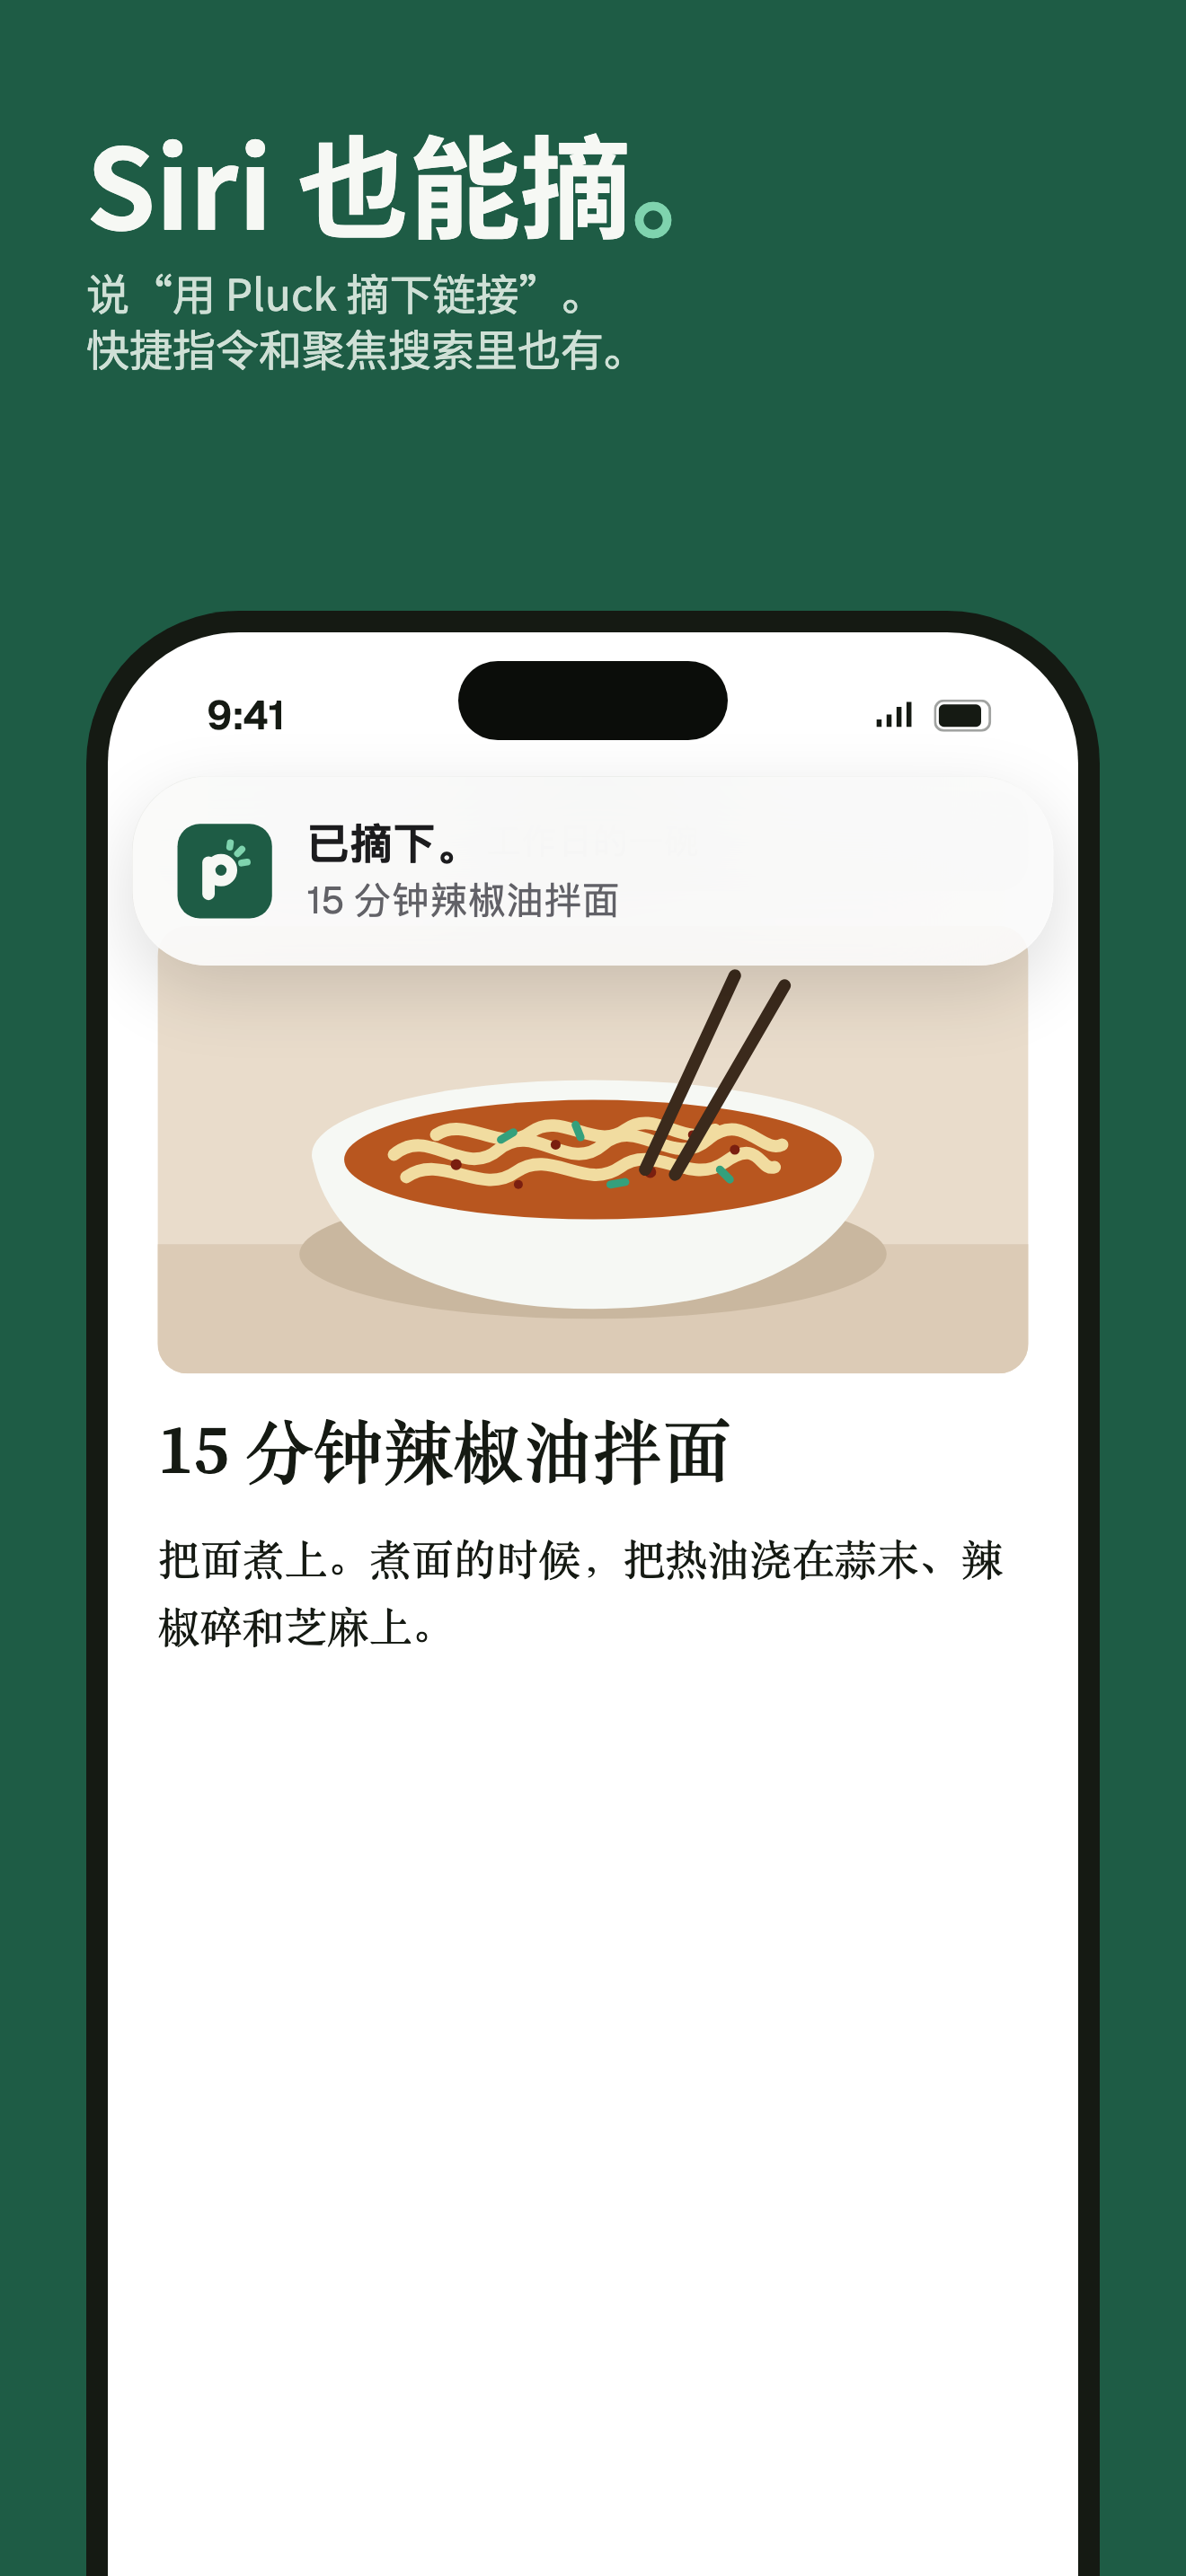 Siri 也能摘。
说“用 Pluck 摘下链接”。
快捷指令和聚焦搜索里也有。
9:41
已摘下。
15 分钟辣椒油拌面
15 分钟辣椒油拌面
把面煮上。煮面的时候，把热油浇在蒜末、辣
椒碎和芝麻上。